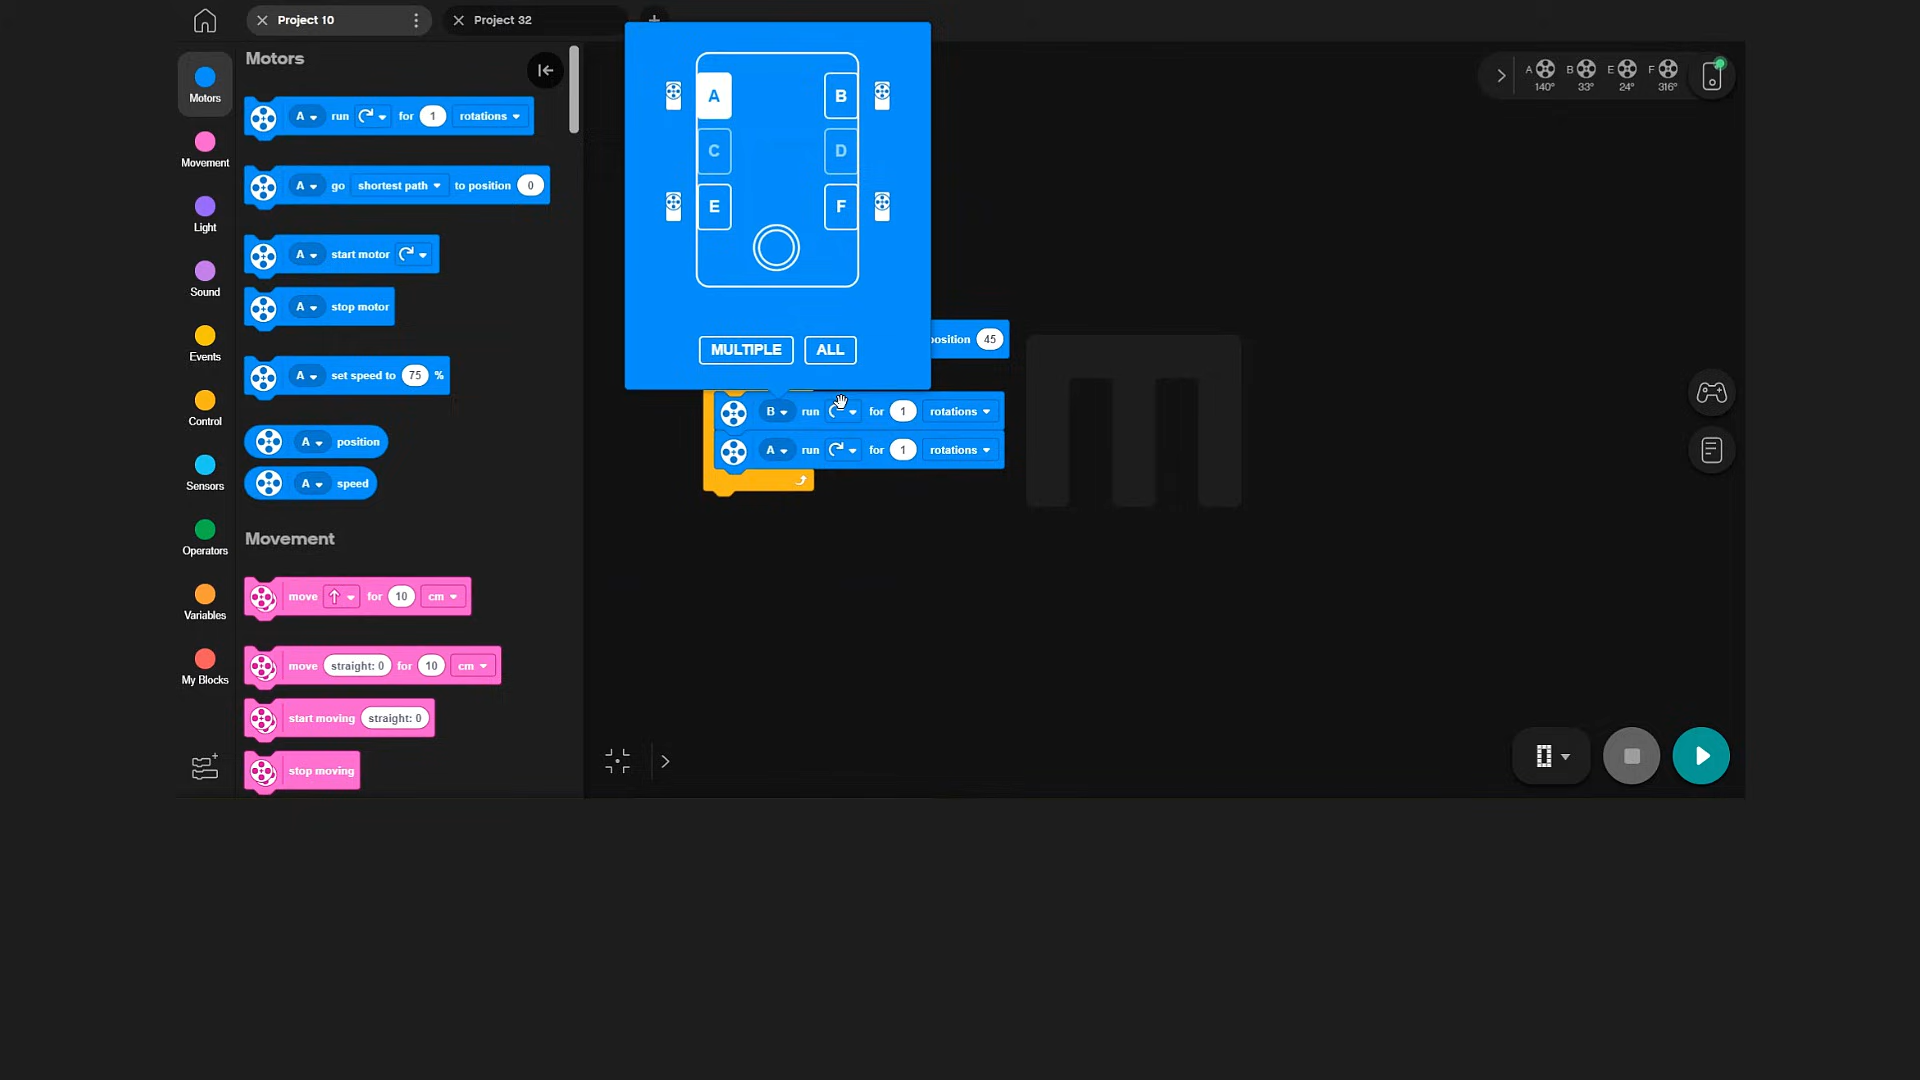 Project 10
Project 32
Motors
Movement
Light
Sound
Events
Control
Sensors
Operators
Variables
My Blocks
Motors
A run for 1 rotations
A go shortest path to position 0
A start motor
A stop motor
A set speed to 75 %
A position
A speed
Movement
move for 10 cm
move straight: 0 for 10 cm
start moving straight: 0
stop moving
A B
C D
E F
MULTIPLE ALL
position 45
B run for 1 rotations
A run for 1 rotations
A B E F
140° 33° 24° 316°